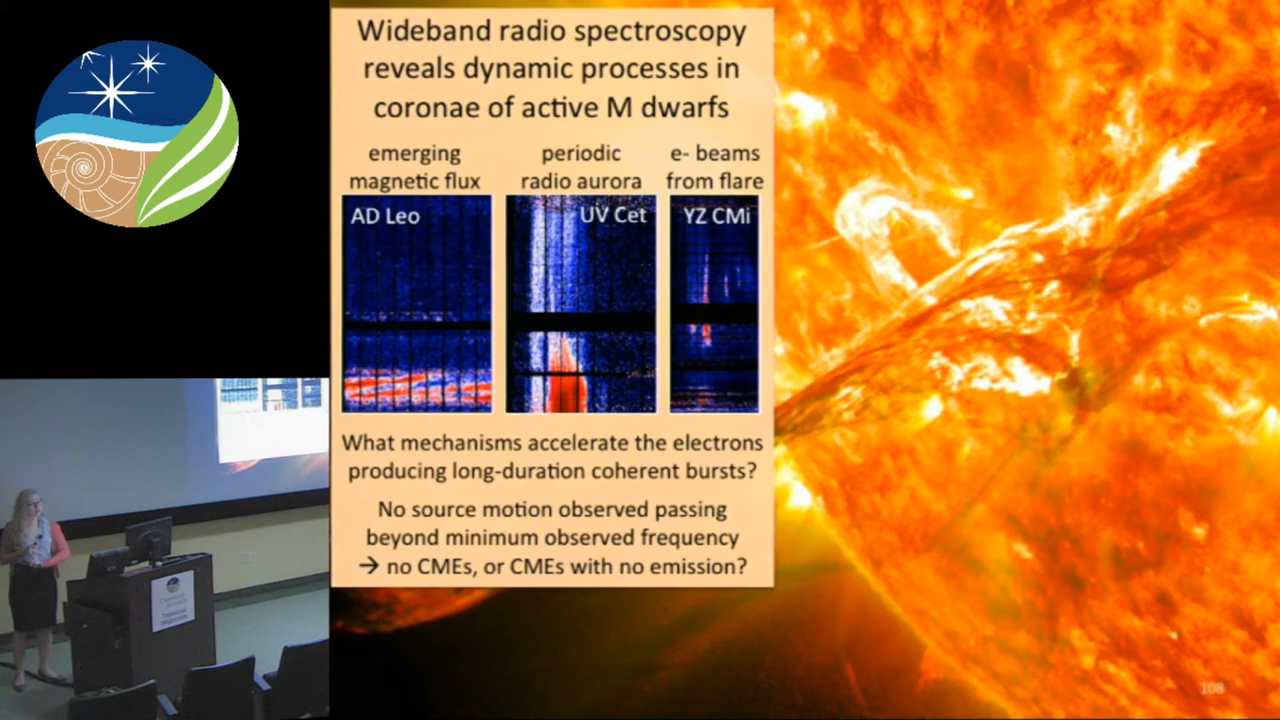 Wideband radio spectroscopy
reveals dynamic processes in
coronae of active M dwarfs
emerging
magnetic flux
periodic
radio aurora
e- beams
from flare
AD Leo
UV Cet
YZ CMi
What mechanisms accelerate the electrons
producing long-duration coherent bursts?
No source motion observed passing
beyond minimum observed frequency
→ no CMEs, or CMEs with no emission?
108